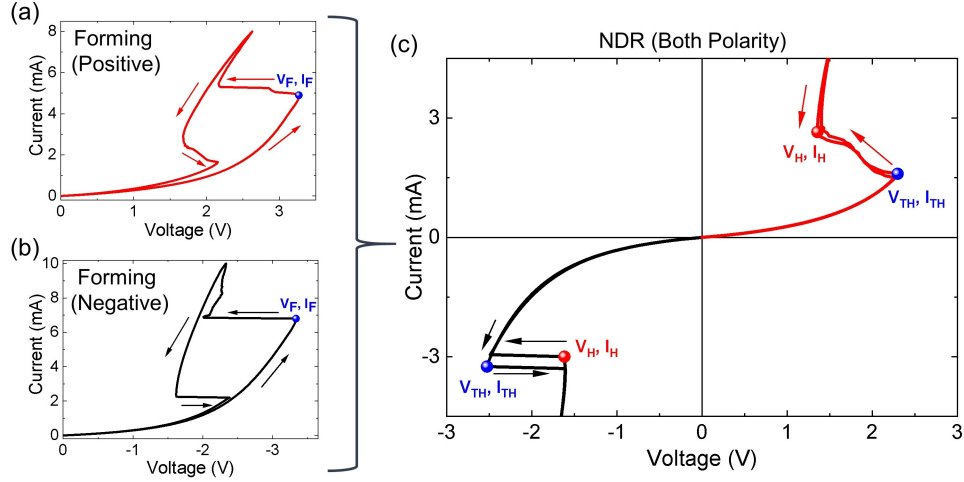 (a)
Forming
(Positive)
V_F, I_F
Current (mA)
8
6
4
2
0
0
1
2
3
Voltage (V)
(b)
Forming
(Negative)
V_F, I_F
Current (mA)
10
8
6
4
2
0
0
-1
-2
-3
Voltage (V)
(c)
NDR (Both Polarity)
V_H, I_H
V_TH, I_TH
V_H, I_H
V_TH, I_TH
Current (mA)
3
0
-3
-3
-2
-1
0
1
2
3
Voltage (V)